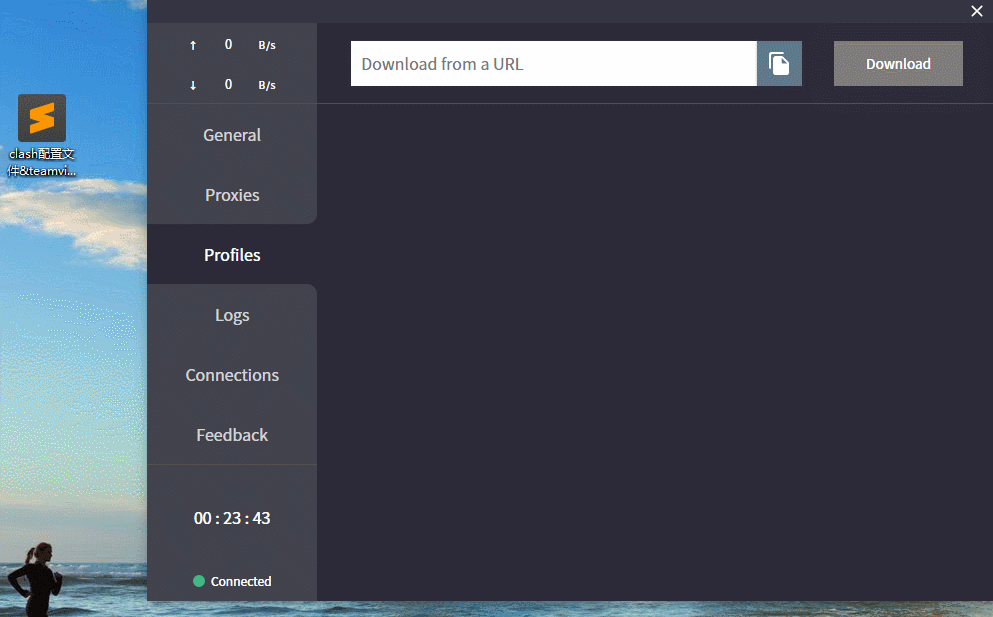 ↑ 0 B/s
↓ 0 B/s
Download from a URL
Download
General
Proxies
Profiles
Logs
Connections
Feedback
00 : 23 : 43
Connected
clash配置文
件&teamvi...